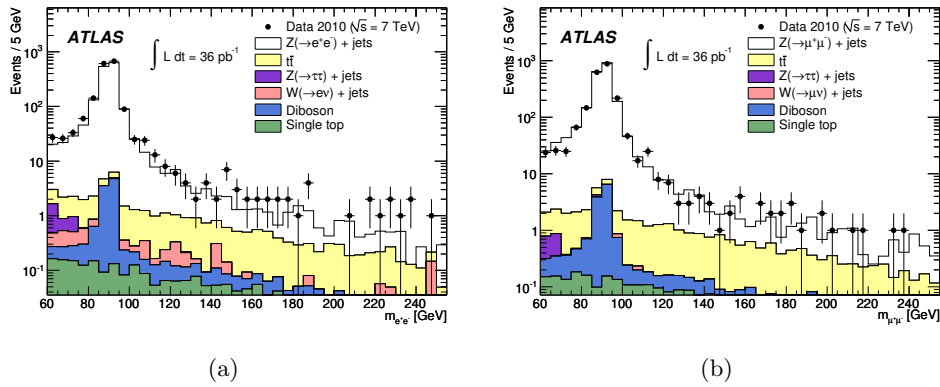 Events / 5 GeV
10³
10²
10
1
10⁻¹
ATLAS
∫ L dt = 36 pb⁻¹
Data 2010 (√s = 7 TeV)
Z(→e⁺e⁻) + jets
tt̄
Z(→ττ) + jets
W(→eν) + jets
Diboson
Single top
60 80 100 120 140 160 180 200 220 240
m_e⁺e⁻ [GeV]
(a)
Events / 5 GeV
10³
10²
10
1
10⁻¹
ATLAS
∫ L dt = 36 pb⁻¹
Data 2010 (√s = 7 TeV)
Z(→μ⁺μ⁻) + jets
tt̄
Z(→ττ) + jets
W(→μν) + jets
Diboson
Single top
60 80 100 120 140 160 180 200 220 240
m_μ⁺μ⁻ [GeV]
(b)